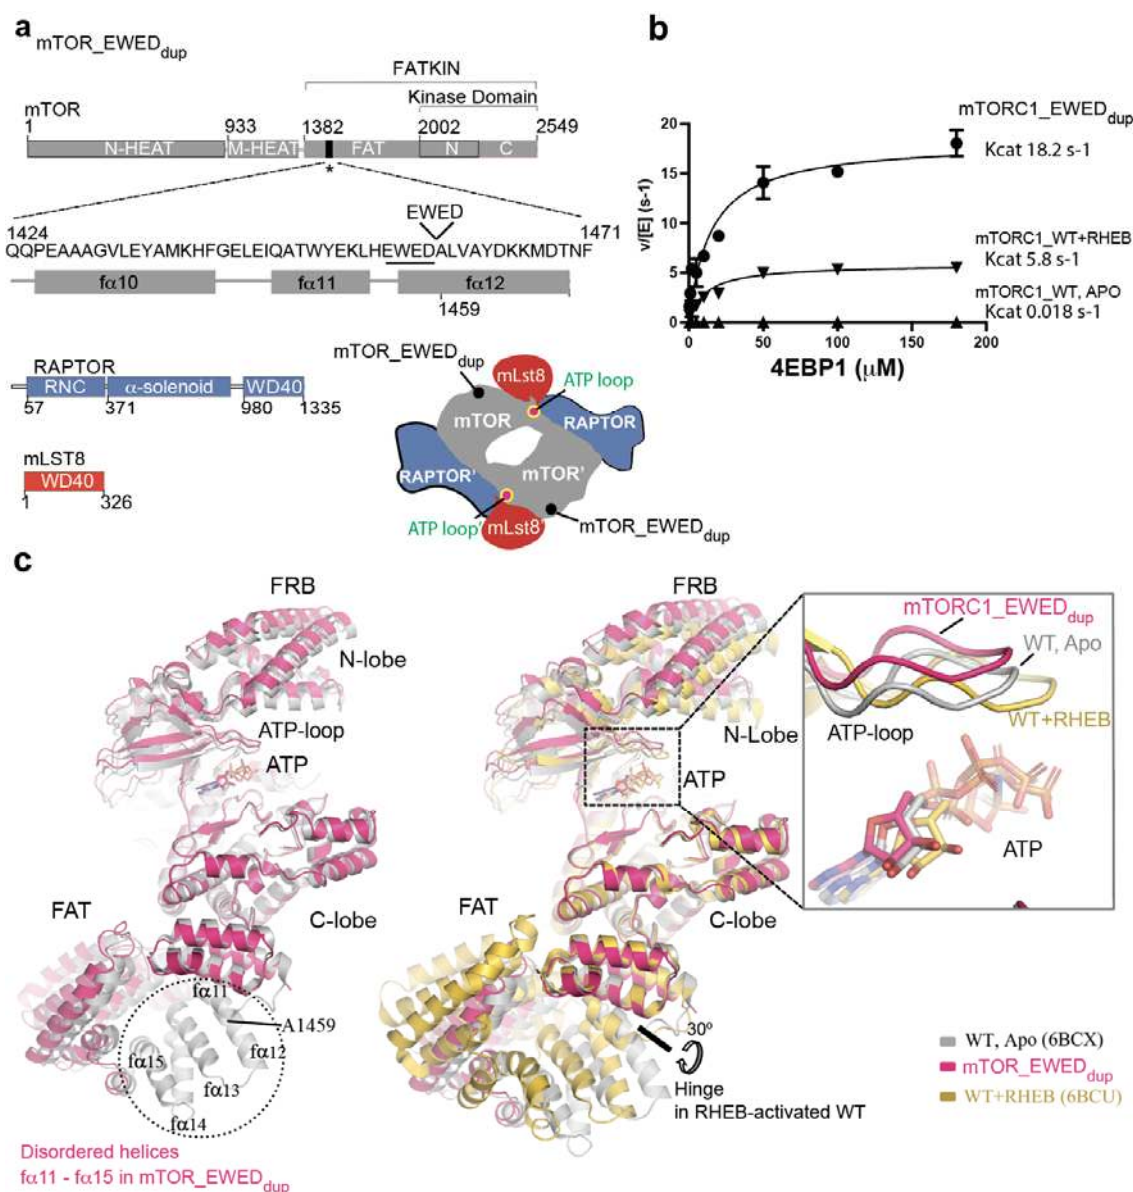 a
mTOR_EWEDdup
FATKIN
Kinase Domain
mTOR
1 933 1382 2002 2549
N-HEAT M-HEAT FAT N C
*
EWED
1424 1471
QQPEAAAGVLEYAMKHFGELEIQATWYEKLHEWEDALVAYDKKMDTNF
fα10 fα11 fα12
1459
RAPTOR
RNC α-solenoid WD40
57 371 980 1335
mLST8
WD40
1 326
mTOR_EWEDdup
mLst8
ATP loop
mTOR
RAPTOR
RAPTOR'
mTOR'
ATP loop'
mLst8'
mTOR_EWEDdup
b
mTORC1_EWEDdup
Kcat 18.2 s-1
mTORC1_WT+RHEB
Kcat 5.8 s-1
mTORC1_WT, APO
Kcat 0.018 s-1
v/[E] (s-1)
20
15
10
5
0
0 50 100 150 200
4EBP1 (μM)
c
FRB
N-lobe
ATP-loop
ATP
C-lobe
FAT
fα11
A1459
fα12
fα15
fα13
fα14
Disordered helices
fα11 - fα15 in mTOR_EWEDdup
FRB
N-Lobe
ATP
C-lobe
FAT
30º
Hinge
in RHEB-activated WT
mTORC1_EWEDdup
WT, Apo
WT+RHEB
ATP-loop
ATP
WT, Apo (6BCX)
mTOR_EWEDdup
WT+RHEB (6BCU)